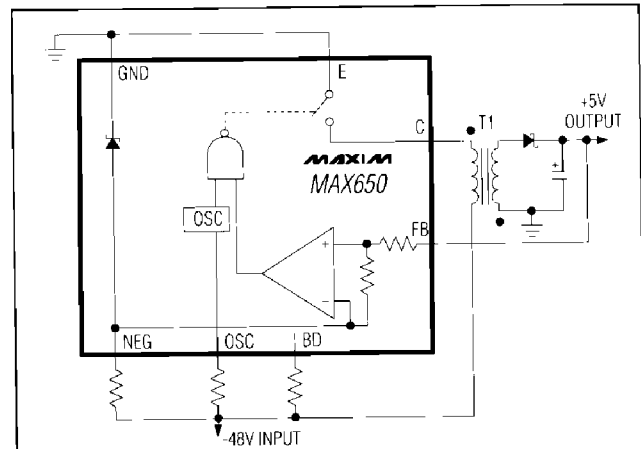 GND
E
C
T1
+5V
OUTPUT
MAXIM
MAX650
OSC
FB
+
+
-
NEG
OSC
BD
-48V INPUT